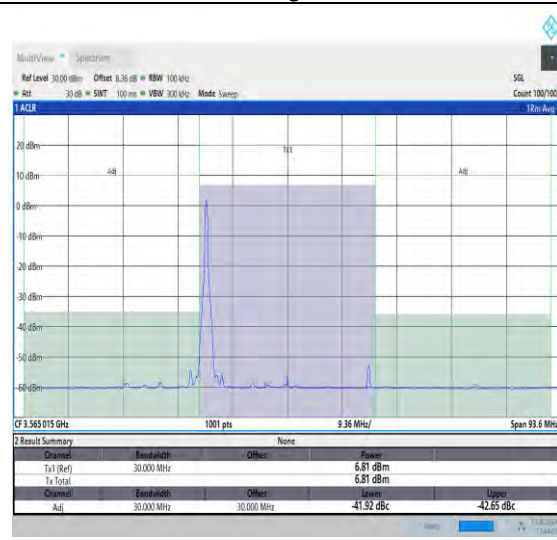 MultiView Spectrum
Ref Level 30.00 dBm Offset 8.36 dB RBW 100 kHz SGL
Att 30 dB SWT 100 ms VBW 300 kHz Mode Sweep Count 100/100
1 ACLR 1Rm Avg
20 dBm
Tx1
10 dBm
Adj Adj
0 dBm
-10 dBm
-20 dBm
-30 dBm
-40 dBm
-50 dBm
-60 dBm
CF 3.565 015 GHz 1001 pts 9.36 MHz/ Span 93.6 MHz
2 Result Summary None
Channel Bandwidth Offset Power
Tx1 (Ref) 30.000 MHz 6.81 dBm
Tx Total 6.81 dBm
Channel Bandwidth Offset Lower Upper
Adj 30.000 MHz 30.000 MHz -41.92 dBc -42.65 dBc
Ready